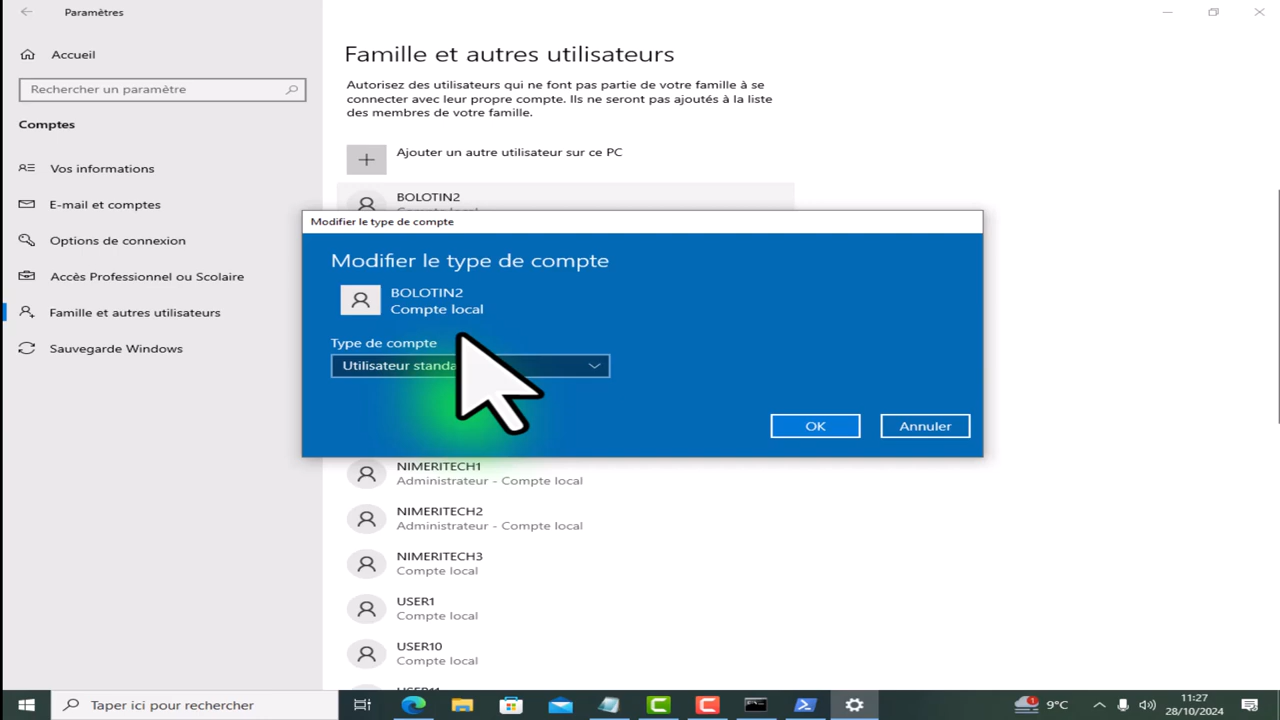 Paramètres
Accueil
Rechercher un paramètre
Comptes
Vos informations
E-mail et comptes
Options de connexion
Accès Professionnel ou Scolaire
Famille et autres utilisateurs
Sauvegarde Windows
Famille et autres utilisateurs
Autorisez des utilisateurs qui ne font pas partie de votre famille à se
connecter avec leur propre compte. Ils ne seront pas ajoutés à la liste
des membres de votre famille.
Ajouter un autre utilisateur sur ce PC
BOLOTIN2
Modifier le type de compte
Modifier le type de compte
BOLOTIN2
Compte local
Type de compte
Utilisateur standa
OK
Annuler
NIMERITECH1
Administrateur - Compte local
NIMERITECH2
Administrateur - Compte local
NIMERITECH3
Compte local
USER1
Compte local
USER10
Compte local
Taper ici pour rechercher
1
9°C
11:27
28/10/2024